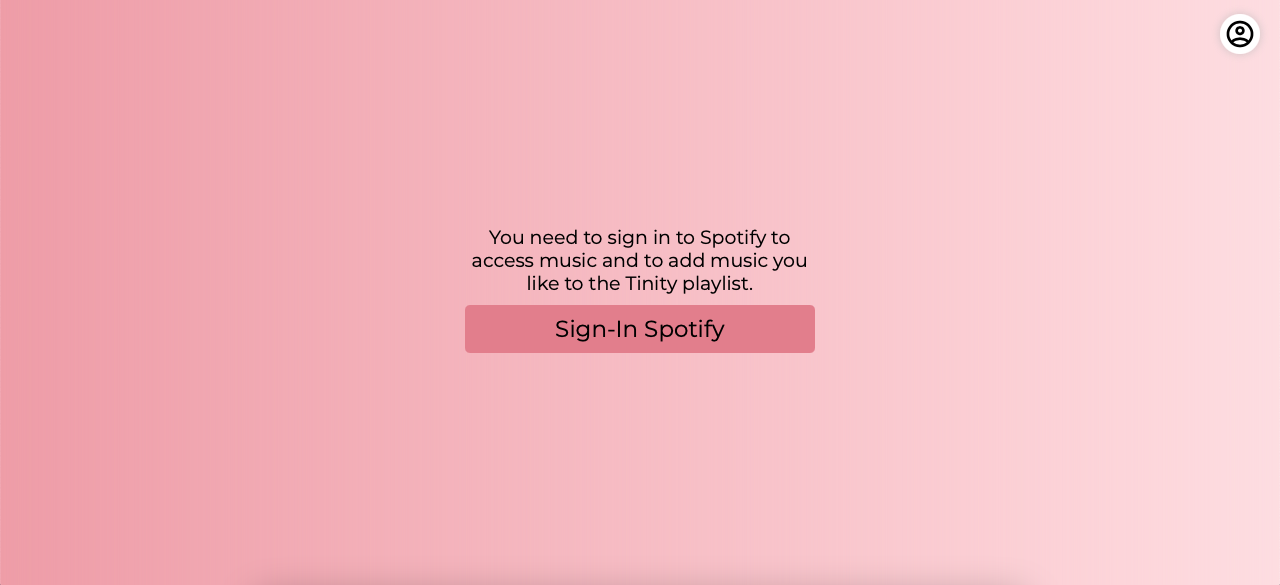 You need to sign in to Spotify to
access music and to add music you
like to the Tinity playlist.
Sign-In Spotify